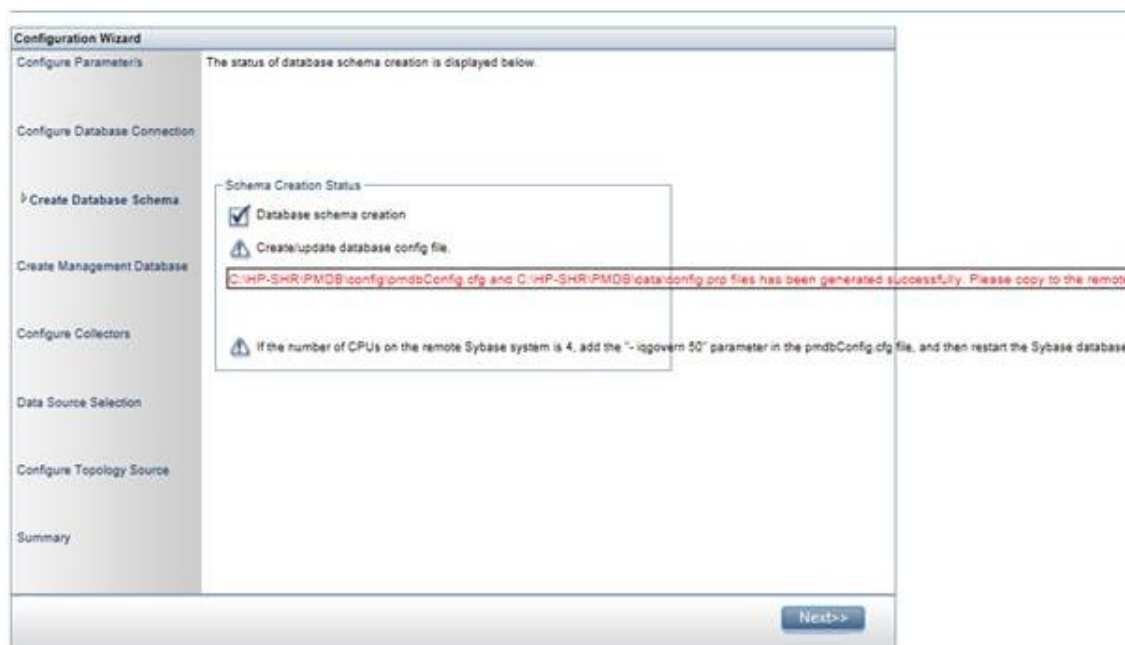 Configuration Wizard
Configure Parameter/s
The status of database schema creation is displayed below.
Configure Database Connection
Schema Creation Status
Create Database Schema
Database schema creation
Create/update database config file.
Create Management Database
C:\HP-SHR\PMDB\config\pmdbConfig.cfg and C:\HP-SHR\PMDB\data\config.prp files has been generated successfully. Please copy to the remote
Configure Collectors
If the number of CPUs on the remote Sybase system is 4, add the "- iqgovern 50" parameter in the pmdbConfig.cfg file, and then restart the Sybase database
Data Source Selection
Configure Topology Source
Summary
Next>>